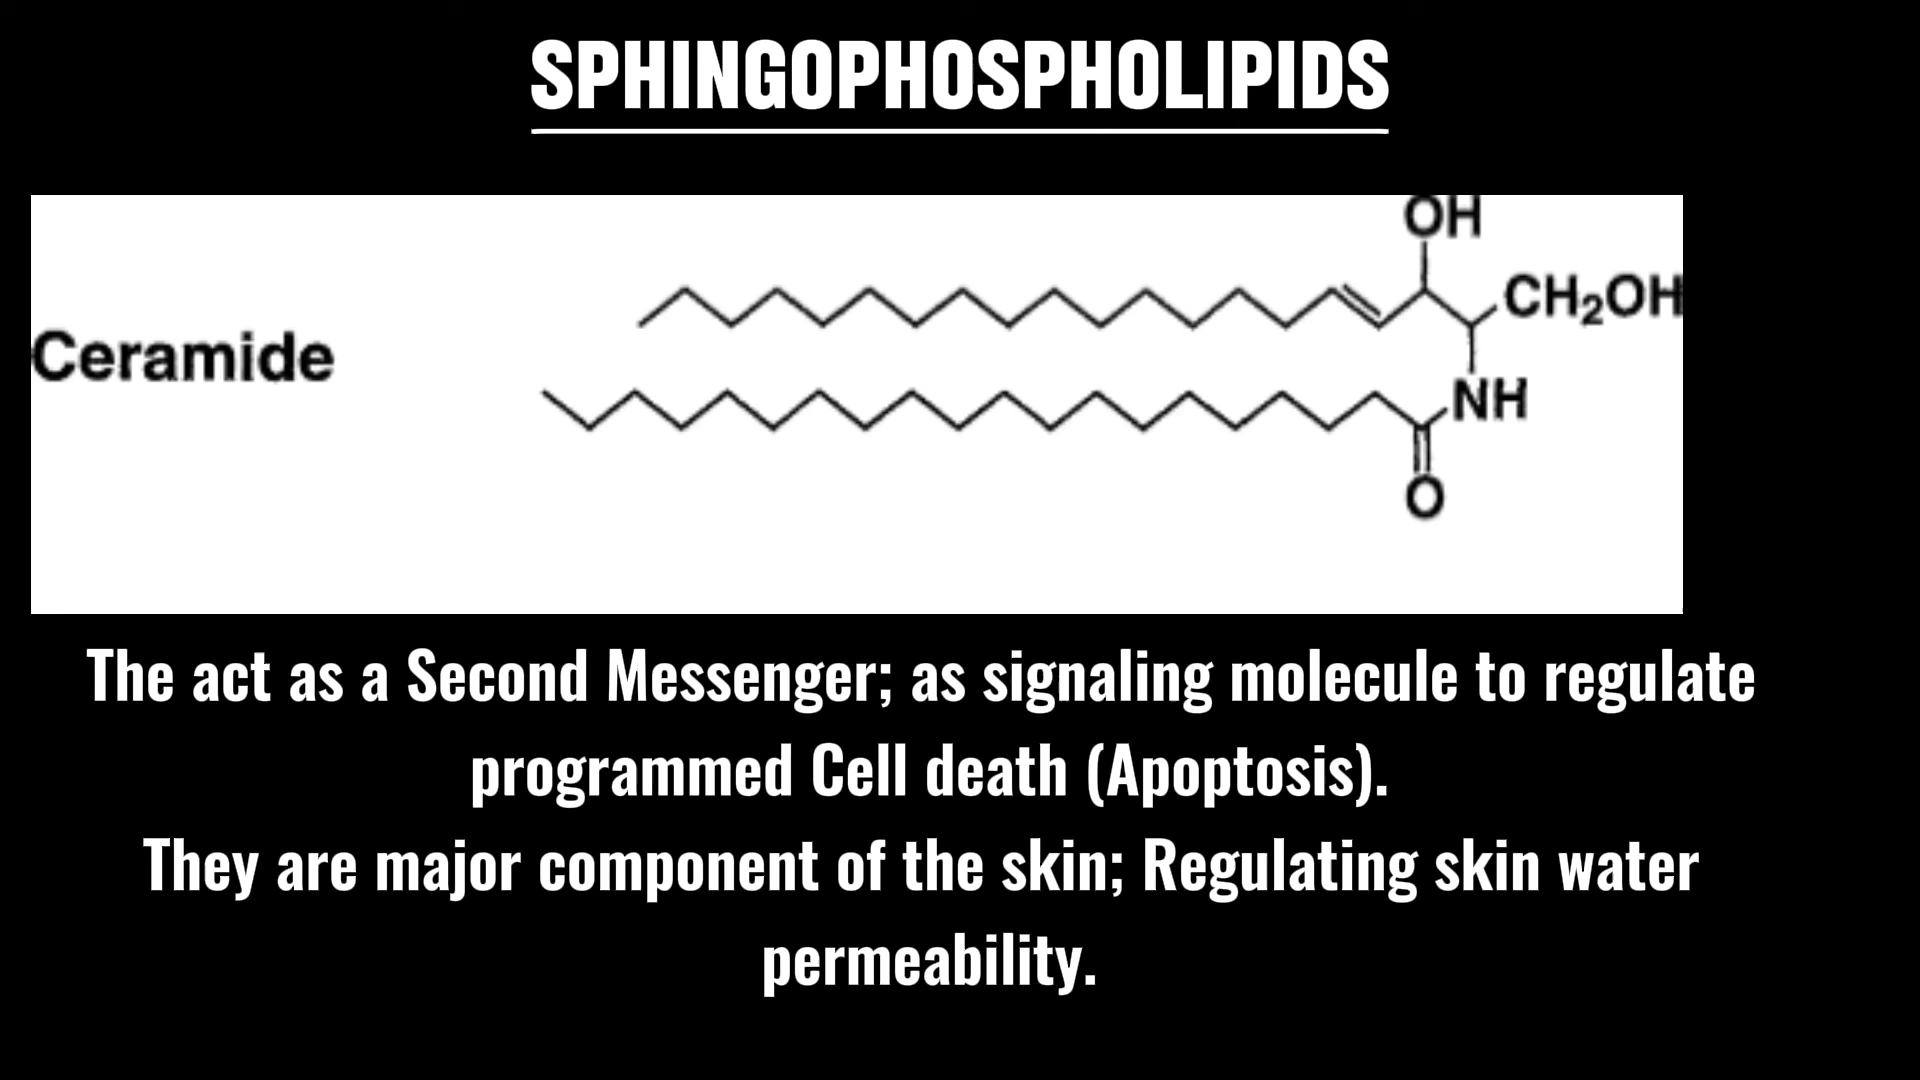 SPHINGOPHOSPHOLIPIDS
OH
CH₂OH
Ceramide
NH
O
The act as a Second Messenger; as signaling molecule to regulate
programmed Cell death (Apoptosis).
They are major component of the skin; Regulating skin water
permeability.